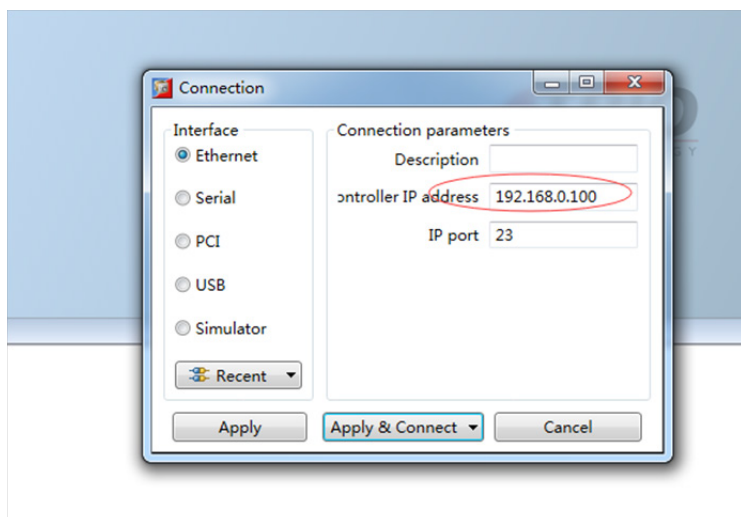 Connection
Interface
Ethernet
Serial
PCI
USB
Simulator
Recent
Connection parameters
Description
ontroller IP address 192.168.0.100
IP port 23
Apply
Apply & Connect
Cancel